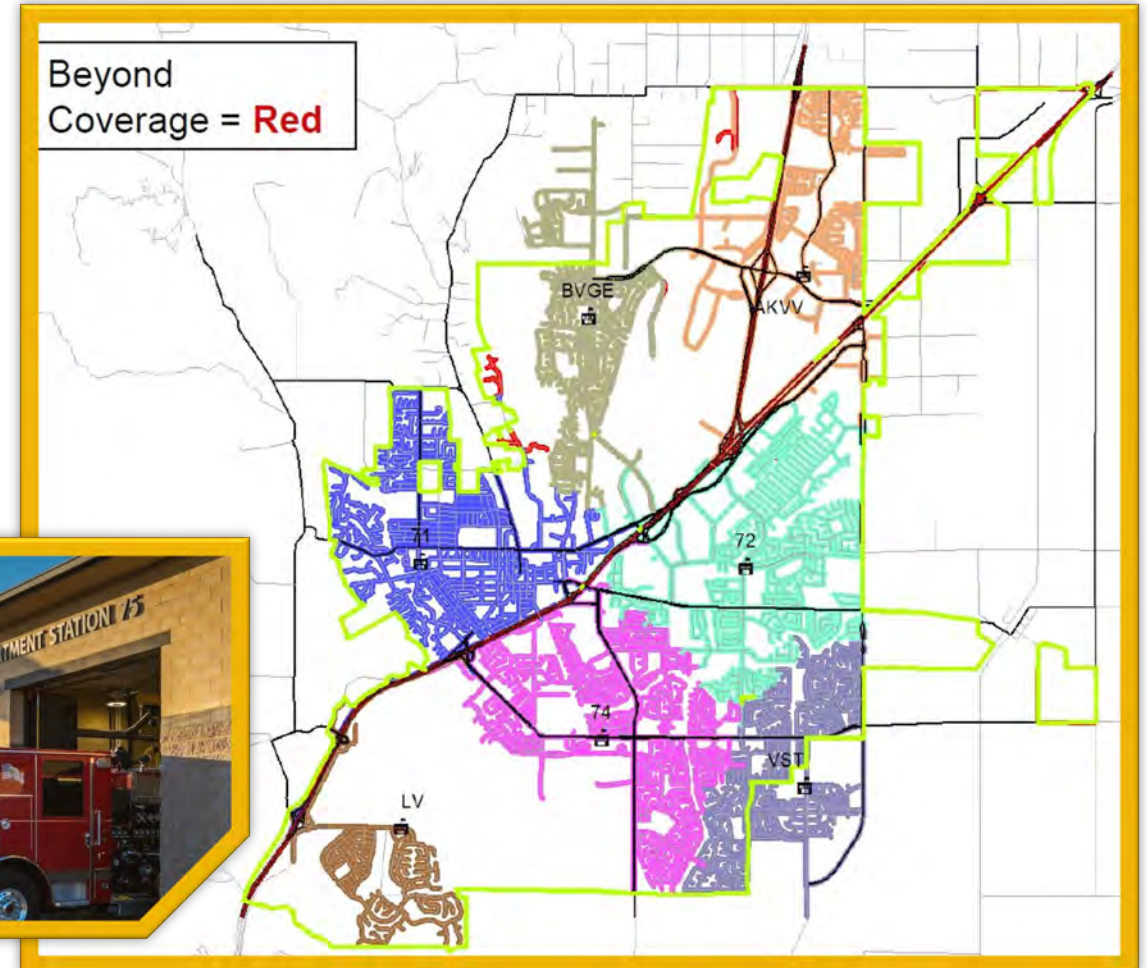 Beyond
Coverage = Red
BVGE
AKVV
71
72
74
VST
LV
TMENT STATION 75